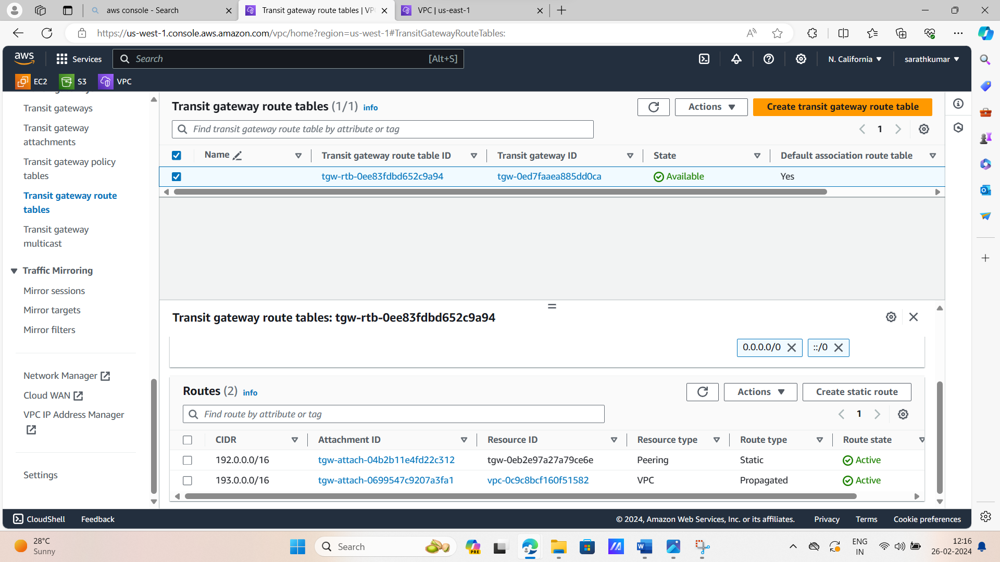 aws console - Search
Transit gateway route tables | VPC
VPC | us-east-1
https://us-west-1.console.aws.amazon.com/vpc/home?region=us-west-1#TransitGatewayRouteTables:
aws
Services
Search
[Alt+S]
N. California
sarathkumar
EC2
S3
VPC
Transit gateways
Transit gateway
attachments
Transit gateway policy
tables
Transit gateway route
tables
Transit gateway
multicast
Traffic Mirroring
Mirror sessions
Mirror targets
Mirror filters
Network Manager
Cloud WAN
VPC IP Address Manager
Settings
Transit gateway route tables (1/1) info
Actions
Create transit gateway route table
Find transit gateway route table by attribute or tag
1
Name
Transit gateway route table ID
Transit gateway ID
State
Default association route table
tgw-rtb-0ee83fdbd652c9a94
tgw-0ed7faaea885dd0ca
Available
Yes
Transit gateway route tables: tgw-rtb-0ee83fdbd652c9a94
0.0.0.0/0
::/0
Routes (2) info
Actions
Create static route
Find route by attribute or tag
1
CIDR
Attachment ID
Resource ID
Resource type
Route type
Route state
192.0.0.0/16
tgw-attach-04b2b11e4fd22c312
tgw-0eb2e97a27a79ce6e
Peering
Static
Active
193.0.0.0/16
tgw-attach-0699547c9207a3fa1
vpc-0c9c8bcf160f51582
VPC
Propagated
Active
CloudShell
Feedback
© 2024, Amazon Web Services, Inc. or its affiliates.
Privacy
Terms
Cookie preferences
28°C
Sunny
Search
PRE
ENG
IN
12:16
26-02-2024